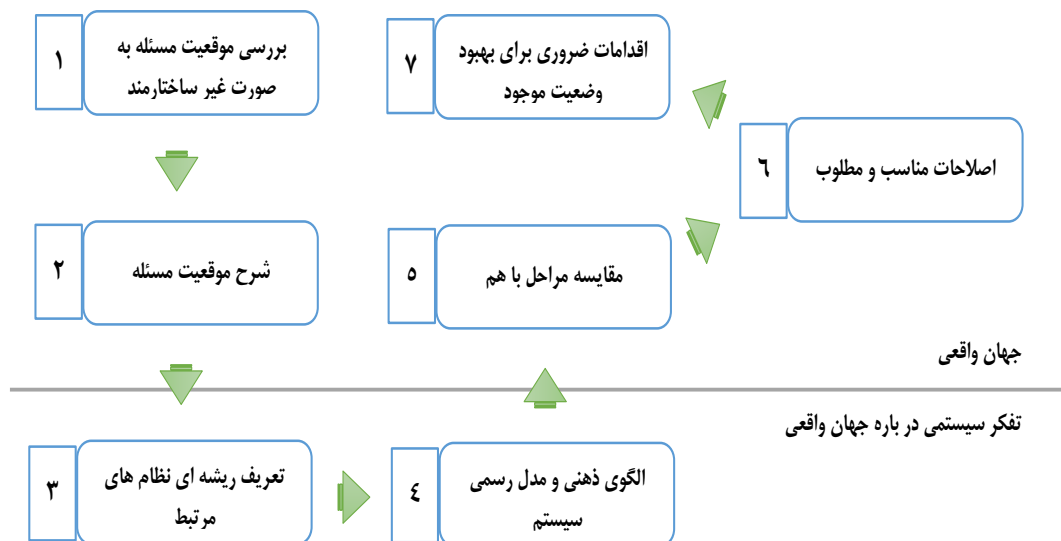 ۱
بررسی موقعیت مسئله به
صورت غیر ساختارمند
۲
شرح موقعیت مسئله
۳
تعریف ریشه ای نظام های
مرتبط
٤
الگوی ذهنی و مدل رسمی
سیستم
٥
مقایسه مراحل با هم
٦
اصلاحات مناسب و مطلوب
۷
اقدامات ضروری برای بهبود
وضعیت موجود
جهان واقعی
تفکر سیستمی در باره جهان واقعی